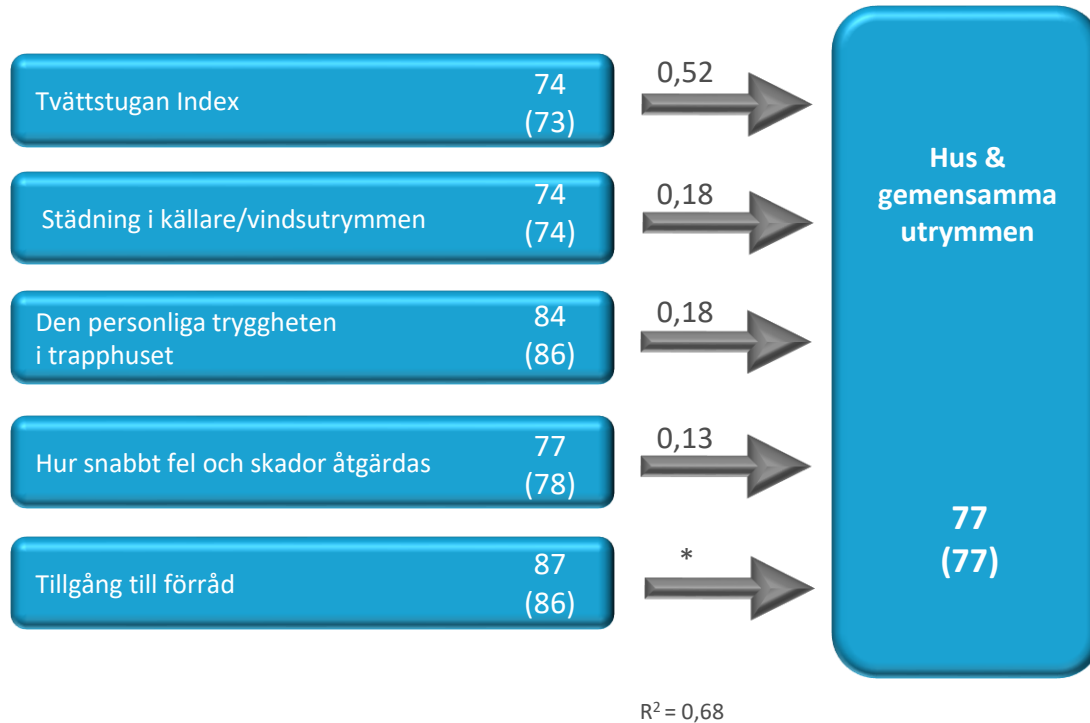 Tvättstugan Index
74
(73)
0,52
Städning i källare/vindsutrymmen
74
(74)
0,18
Den personliga tryggheten
i trapphuset
84
(86)
0,18
Hur snabbt fel och skador åtgärdas
77
(78)
0,13
Tillgång till förråd
87
(86)
*
Hus &
gemensamma
utrymmen
77
(77)
R² = 0,68